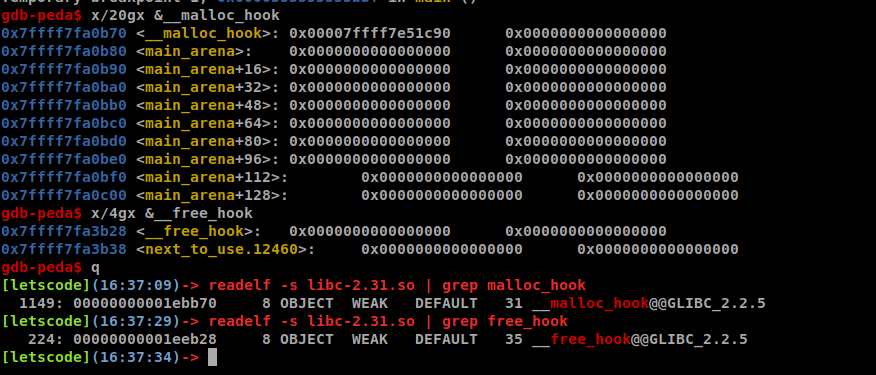 gdb-peda$ x/20gx &__malloc_hook
0x7ffff7fa0b70 <__malloc_hook>: 0x00007ffff7e51c90 0x0000000000000000
0x7ffff7fa0b80 <main_arena>: 0x0000000000000000 0x0000000000000000
0x7ffff7fa0b90 <main_arena+16>: 0x0000000000000000 0x0000000000000000
0x7ffff7fa0ba0 <main_arena+32>: 0x0000000000000000 0x0000000000000000
0x7ffff7fa0bb0 <main_arena+48>: 0x0000000000000000 0x0000000000000000
0x7ffff7fa0bc0 <main_arena+64>: 0x0000000000000000 0x0000000000000000
0x7ffff7fa0bd0 <main_arena+80>: 0x0000000000000000 0x0000000000000000
0x7ffff7fa0be0 <main_arena+96>: 0x0000000000000000 0x0000000000000000
0x7ffff7fa0bf0 <main_arena+112>: 0x0000000000000000 0x0000000000000000
0x7ffff7fa0c00 <main_arena+128>: 0x0000000000000000 0x0000000000000000
gdb-peda$ x/4gx &__free_hook
0x7ffff7fa3b28 <__free_hook>: 0x0000000000000000 0x0000000000000000
0x7ffff7fa3b38 <next_to_use.12460>: 0x0000000000000000 0x0000000000000000
gdb-peda$ q
[letscode](16:37:09)-> readelf -s libc-2.31.so | grep malloc_hook
1149: 00000000001ebb70 8 OBJECT WEAK DEFAULT 31 __malloc_hook@@GLIBC_2.2.5
[letscode](16:37:29)-> readelf -s libc-2.31.so | grep free_hook
224: 00000000001eeb28 8 OBJECT WEAK DEFAULT 35 __free_hook@@GLIBC_2.2.5
[letscode](16:37:34)->